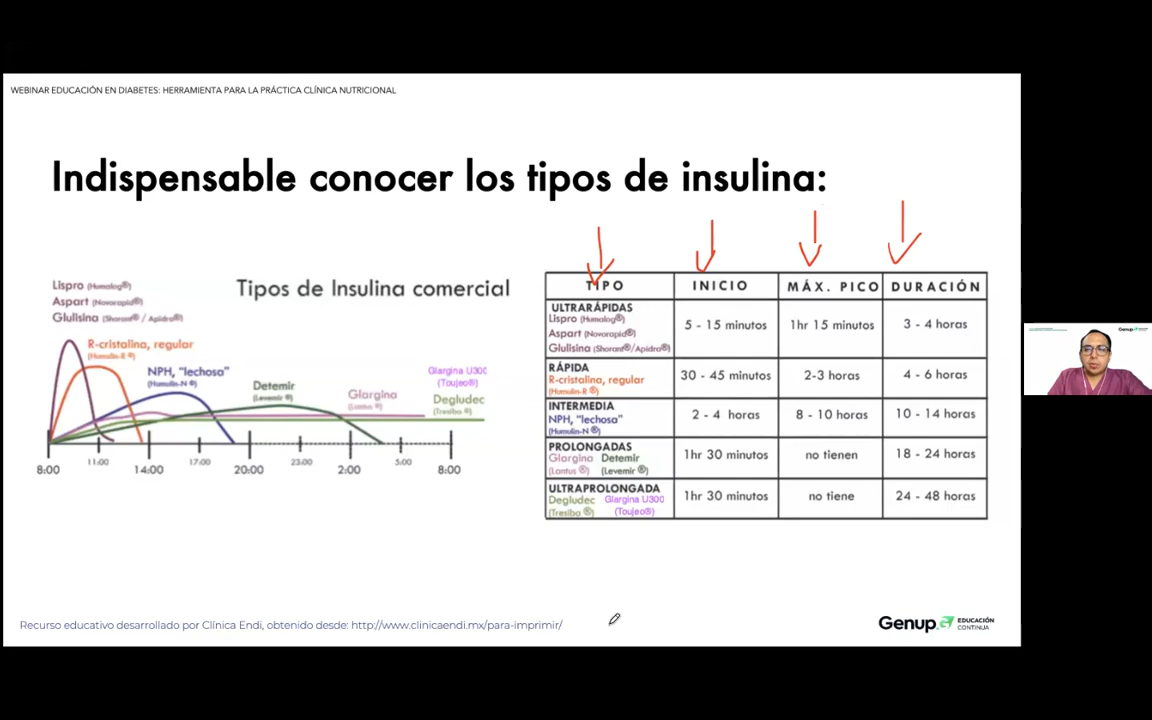 WEBINAR EDUCACIÓN EN DIABETES: HERRAMIENTA PARA LA PRÁCTICA CLÍNICA NUTRICIONAL
Indispensable conocer los tipos de insulina:
Tipos de Insulina comercial
Lispro (Humalog®)
Aspart (Novorapid®)
Glulisina (Shorant® / Apidra®)
R-cristalina, regular
(Humulin-R ®)
NPH, "lechosa"
(Humulin-N ®)
Detemir
(Levemir ®)
Glargina
(Lantus ®)
Glargina U300
(Toujeo®)
Degludec
(Tresiba ®)
8:00 11:00 14:00 17:00 20:00 23:00 2:00 5:00 8:00
TIPO INICIO MÁX. PICO DURACIÓN
ULTRARÁPIDAS
Lispro (Humalog®)
Aspart (Novorapid®)
Glulisina (Shorant®/Apidra®)
5 - 15 minutos 1hr 15 minutos 3 - 4 horas
RÁPIDA
R-cristalina, regular
(Humulin-R ®)
30 - 45 minutos 2-3 horas 4 - 6 horas
INTERMEDIA
NPH, "lechosa"
(Humulin-N ®)
2 - 4 horas 8 - 10 horas 10 - 14 horas
PROLONGADAS
Glargina Detemir
(Lantus ®) (Levemir ®)
1hr 30 minutos no tienen 18 - 24 horas
ULTRAPROLONGADA
Degludec Glargina U300
(Tresiba ®) (Toujeo®)
1hr 30 minutos no tiene 24 - 48 horas
Recurso educativo desarrollado por Clínica Endi, obtenido desde: http://www.clinicaendi.mx/para-imprimir/
Genup G EDUCACIÓN
CONTINUA
Genup